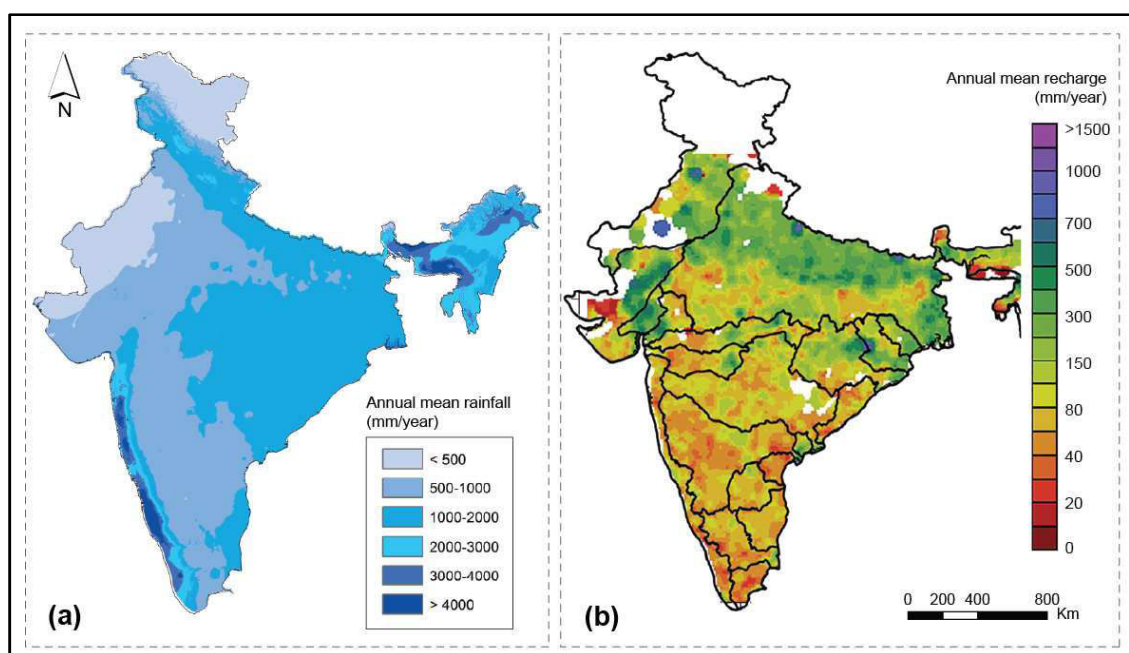 N
Annual mean rainfall
(mm/year)
< 500
500-1000
1000-2000
2000-3000
3000-4000
> 4000
(a)
Annual mean recharge
(mm/year)
>1500
1000
700
500
300
150
80
40
20
0
0 200 400 800
Km
(b)